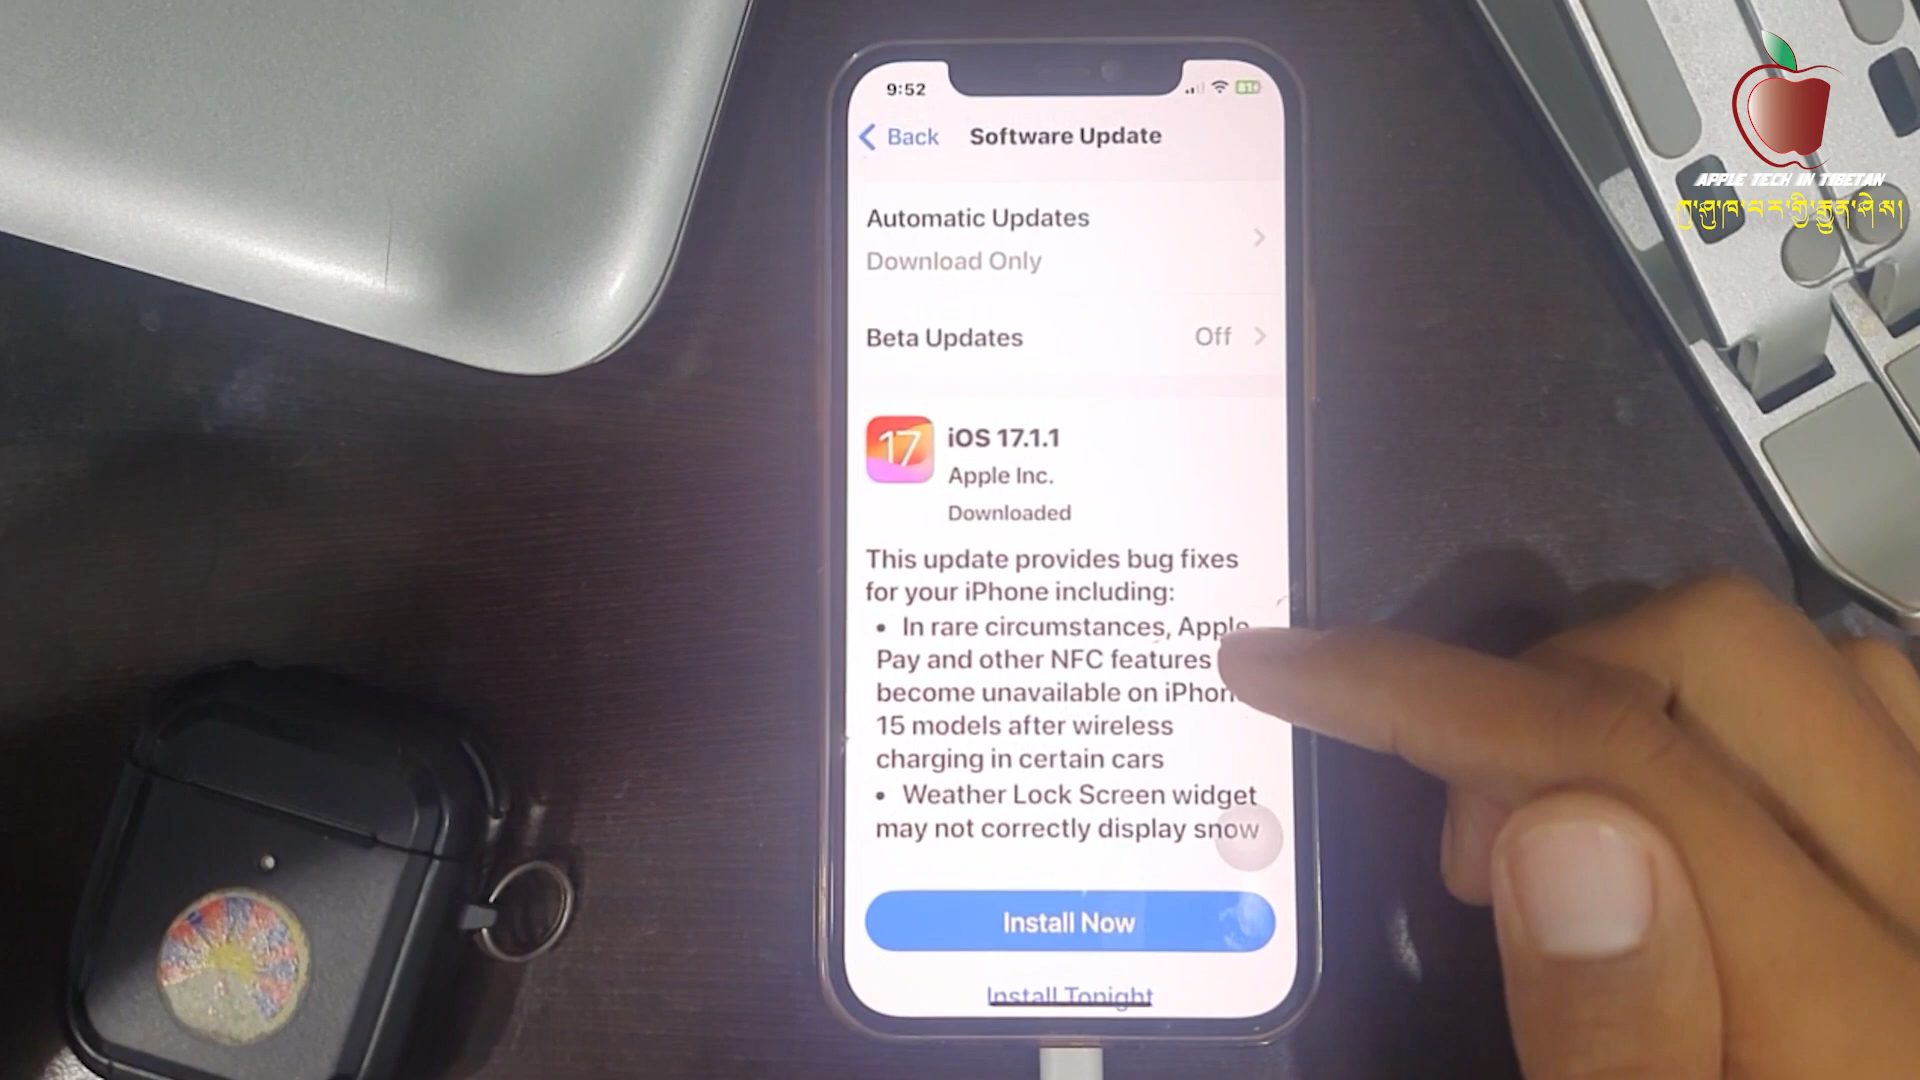 9:52
81
Back
Software Update
Automatic Updates
Download Only
Beta Updates
Off
17
iOS 17.1.1
Apple Inc.
Downloaded
This update provides bug fixes
for your iPhone including:
• In rare circumstances, Apple
Pay and other NFC features
become unavailable on iPhon
15 models after wireless
charging in certain cars
• Weather Lock Screen widget
may not correctly display snow
Install Now
Install Tonight
APPLE TECH IN TIBETAN
ཀུ་ཤུ་ཁ་པར་གྱི་རྒྱུན་ཤེས།